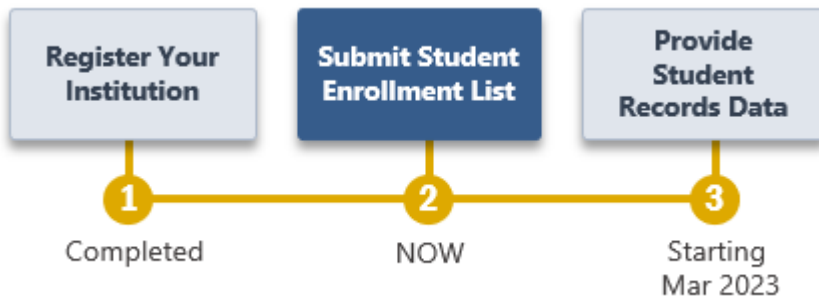 Register Your
Institution
Submit Student
Enrollment List
Provide
Student
Records Data
1
2
3
Completed
NOW
Starting
Mar 2023